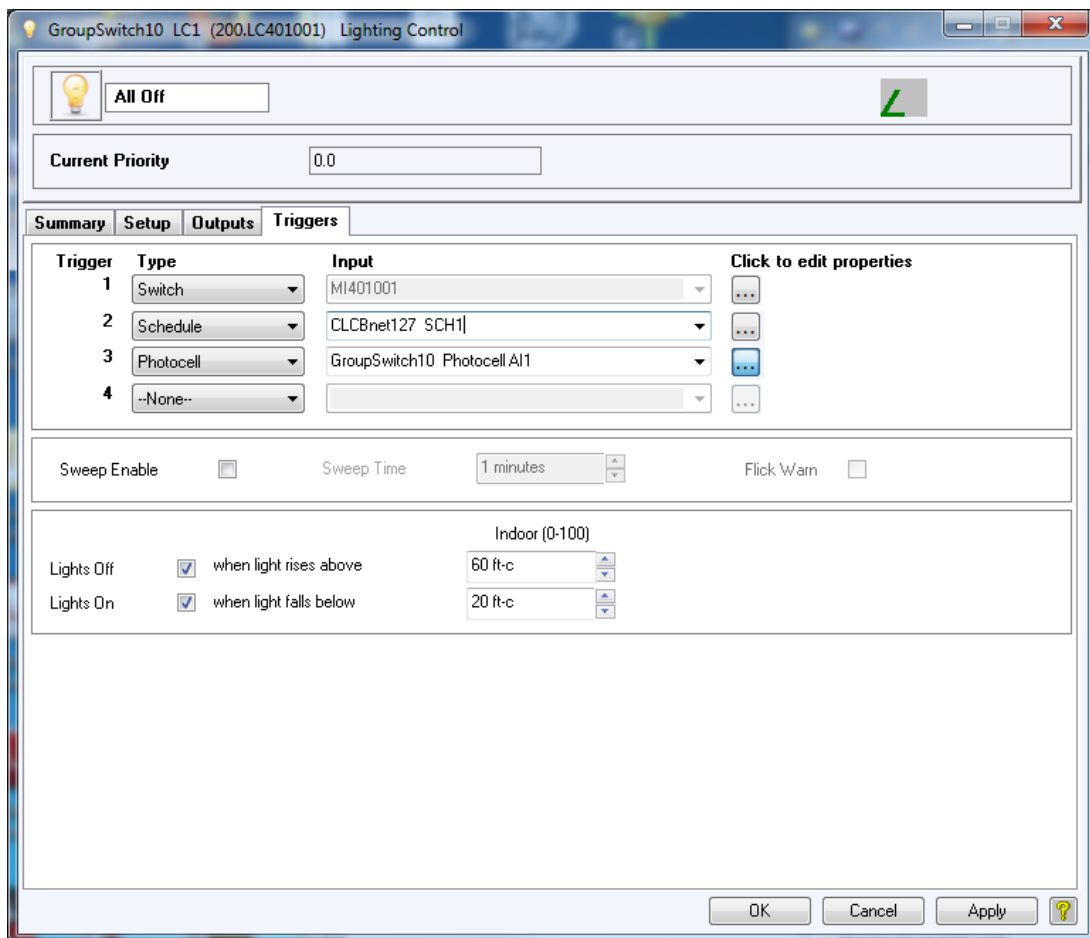 GroupSwitch10 LC1 (200.LC401001) Lighting Control
All Off
Current Priority 0.0
Summary Setup Outputs Triggers
Trigger Type Input Click to edit properties
1 Switch MI401001 ...
2 Schedule CLCBnet127 SCH1 ...
3 Photocell GroupSwitch10 Photocell AI1 ...
4 --None-- ...
Sweep Enable Sweep Time 1 minutes Flick Warn
Indoor (0-100)
Lights Off when light rises above 60 ft-c
Lights On when light falls below 20 ft-c
OK Cancel Apply ?